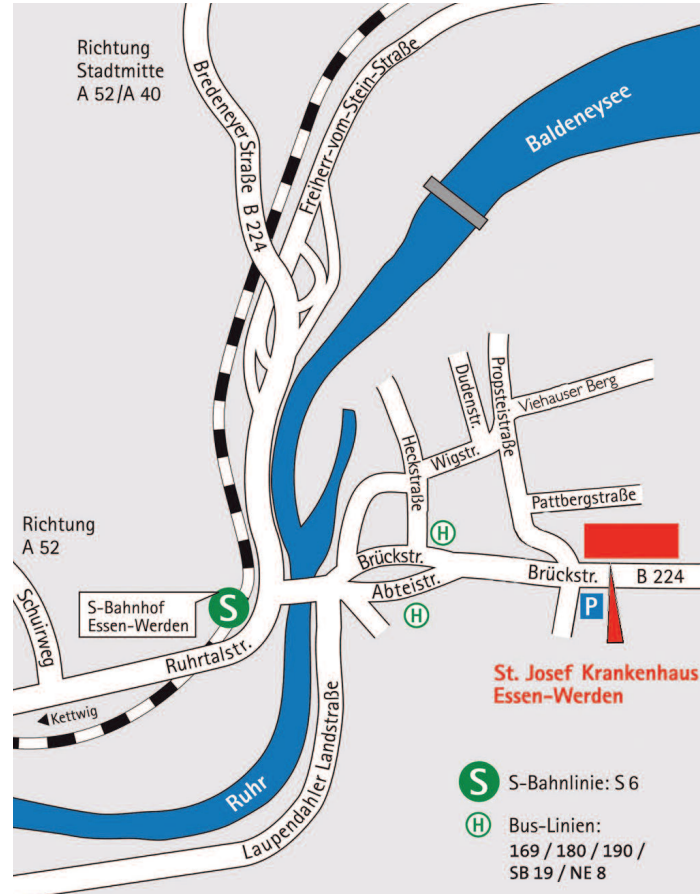 Richtung
Stadtmitte
A 52/A 40
Bredeneyer
Straße B 224
Freiherr-vom-Stein-Straße
Baldeneysee
Propsteistraße
Dudenstr.
Viehauser Berg
Heckstraße
Wigstr.
Pattbergstraße
Richtung
A 52
H
Brückstr.
Brückstr.
B 224
Abteistr.
H
P
S-Bahnhof
Essen-Werden
S
Schuirweg
Ruhrtalstr.
Kettwig
St. Josef Krankenhaus
Essen-Werden
Laupendahler Landstraße
Ruhr
S S-Bahnlinie: S 6
H Bus-Linien:
169 / 180 / 190 /
SB 19 / NE 8